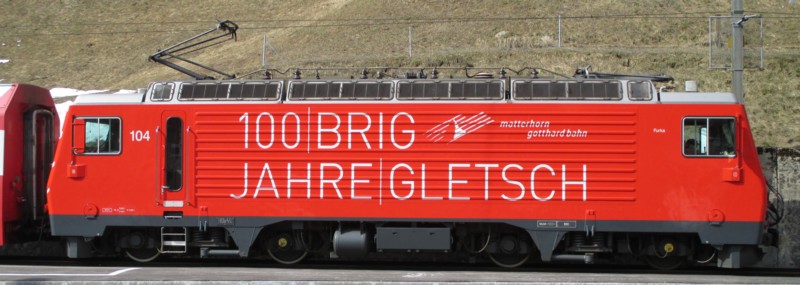 100 BRIG
JAHRE GLETSCH
matterhorn
gotthard bahn
104
Furka